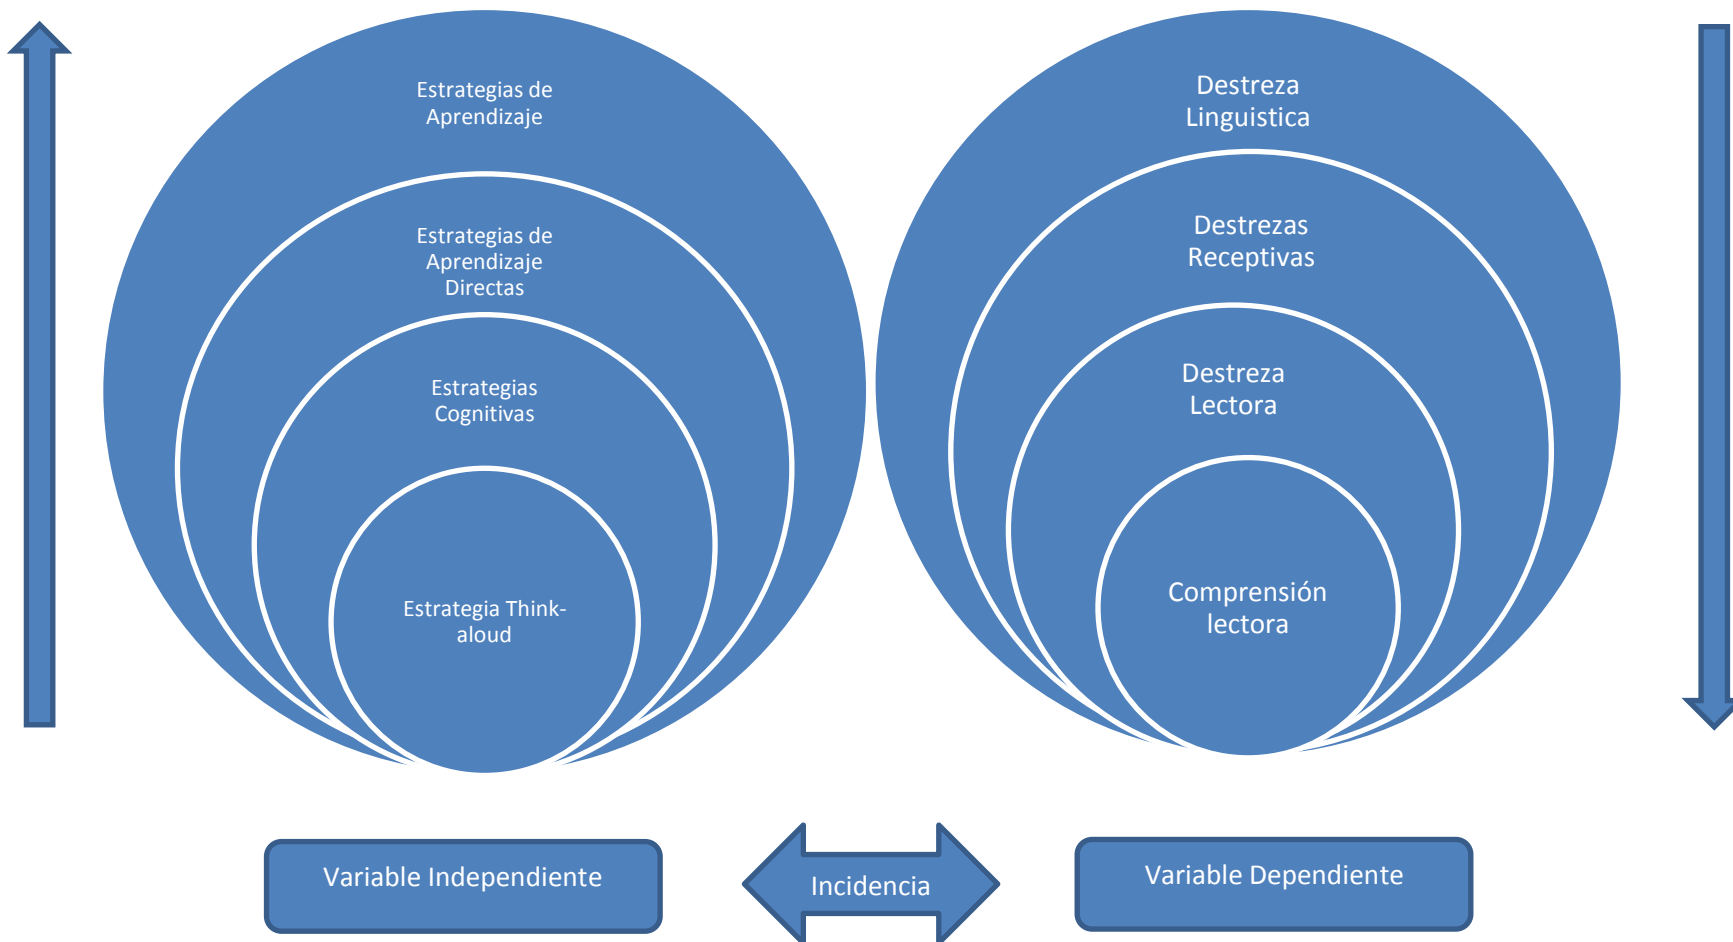 Estrategias de
Aprendizaje
Estrategias de
Aprendizaje
Directas
Estrategias
Cognitivas
Estrategia Think-
aloud
Destreza
Linguistica
Destrezas
Receptivas
Destreza
Lectora
Comprensión
lectora
Variable Independiente
Incidencia
Variable Dependiente